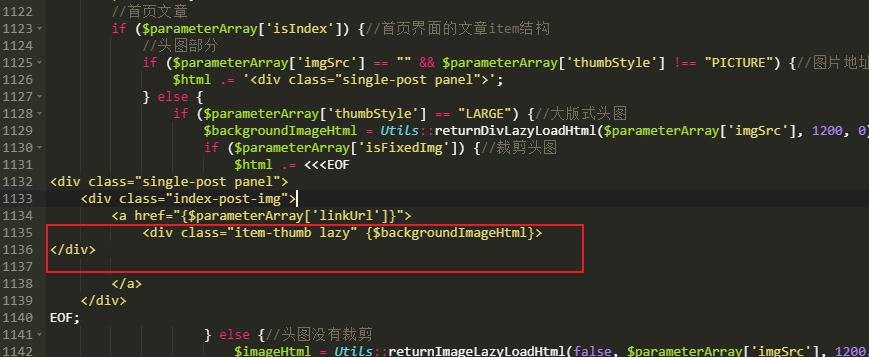 1122 //首页文章
1123 if ($parameterArray['isIndex']) {//首页界面的文章item结构
1124 //头图部分
1125 if ($parameterArray['imgSrc'] == "" && $parameterArray['thumbStyle'] !== "PICTURE") {//图片地址
1126 $html .= '<div class="single-post panel">';
1127 } else {
1128 if ($parameterArray['thumbStyle'] == "LARGE") {//大版式头图
1129 $backgroundImageHtml = Utils::returnDivLazyLoadHtml($parameterArray['imgSrc'], 1200, 0)
1130 if ($parameterArray['isFixedImg']) {//裁剪头图
1131 $html .= <<<EOF
1132 <div class="single-post panel">
1133 <div class="index-post-img">
1134 <a href="{$parameterArray['linkUrl']}">
1135 <div class="item-thumb lazy" {$backgroundImageHtml}>
1136 </div>
1137
1138 </a>
1139 </div>
1140 EOF;
1141 } else {//头图没有裁剪
1142 $imageHtml = Utils::returnImageLazyLoadHtml(false, $parameterArray['imgSrc'], 1200